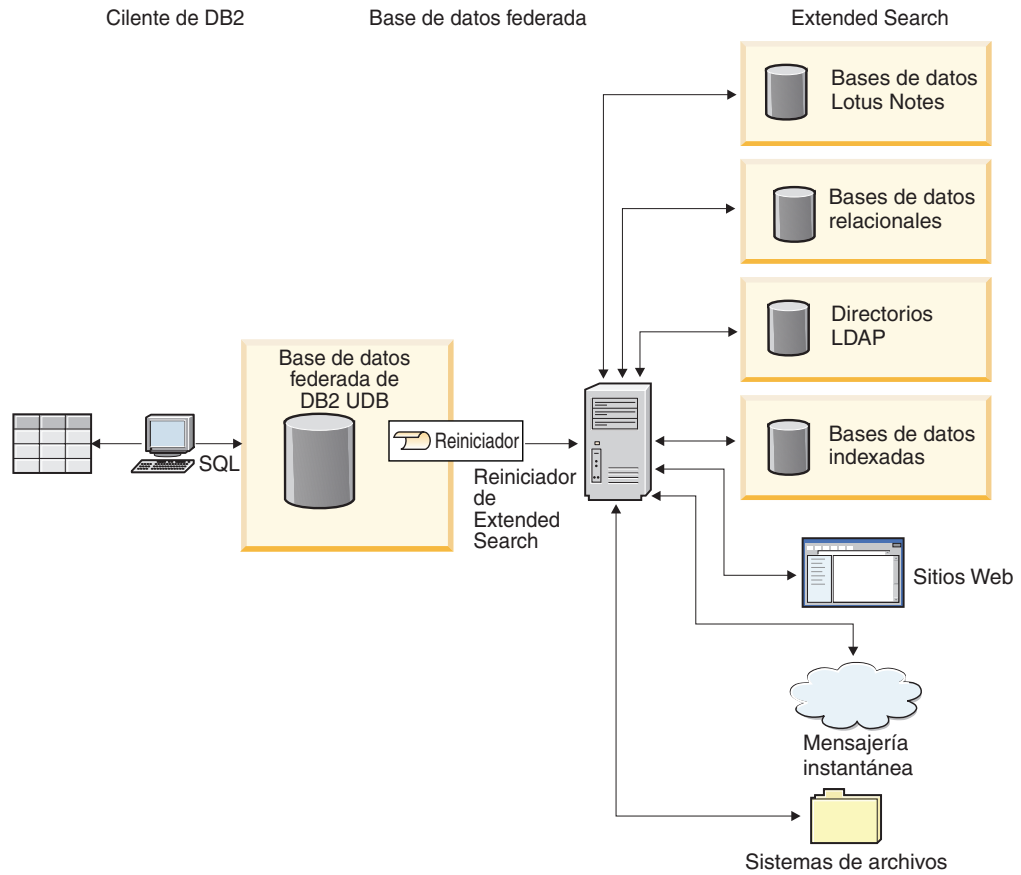 Cilente de DB2
Base de datos federada
Extended Search
Bases de datos
Lotus Notes
Bases de datos
relacionales
Directorios
LDAP
Base de datos
federada de
DB2 UDB
SQL
Reiniciador
Reiniciador
de
Extended
Search
Bases de datos
indexadas
Sitios Web
Mensajería
instantánea
Sistemas de archivos